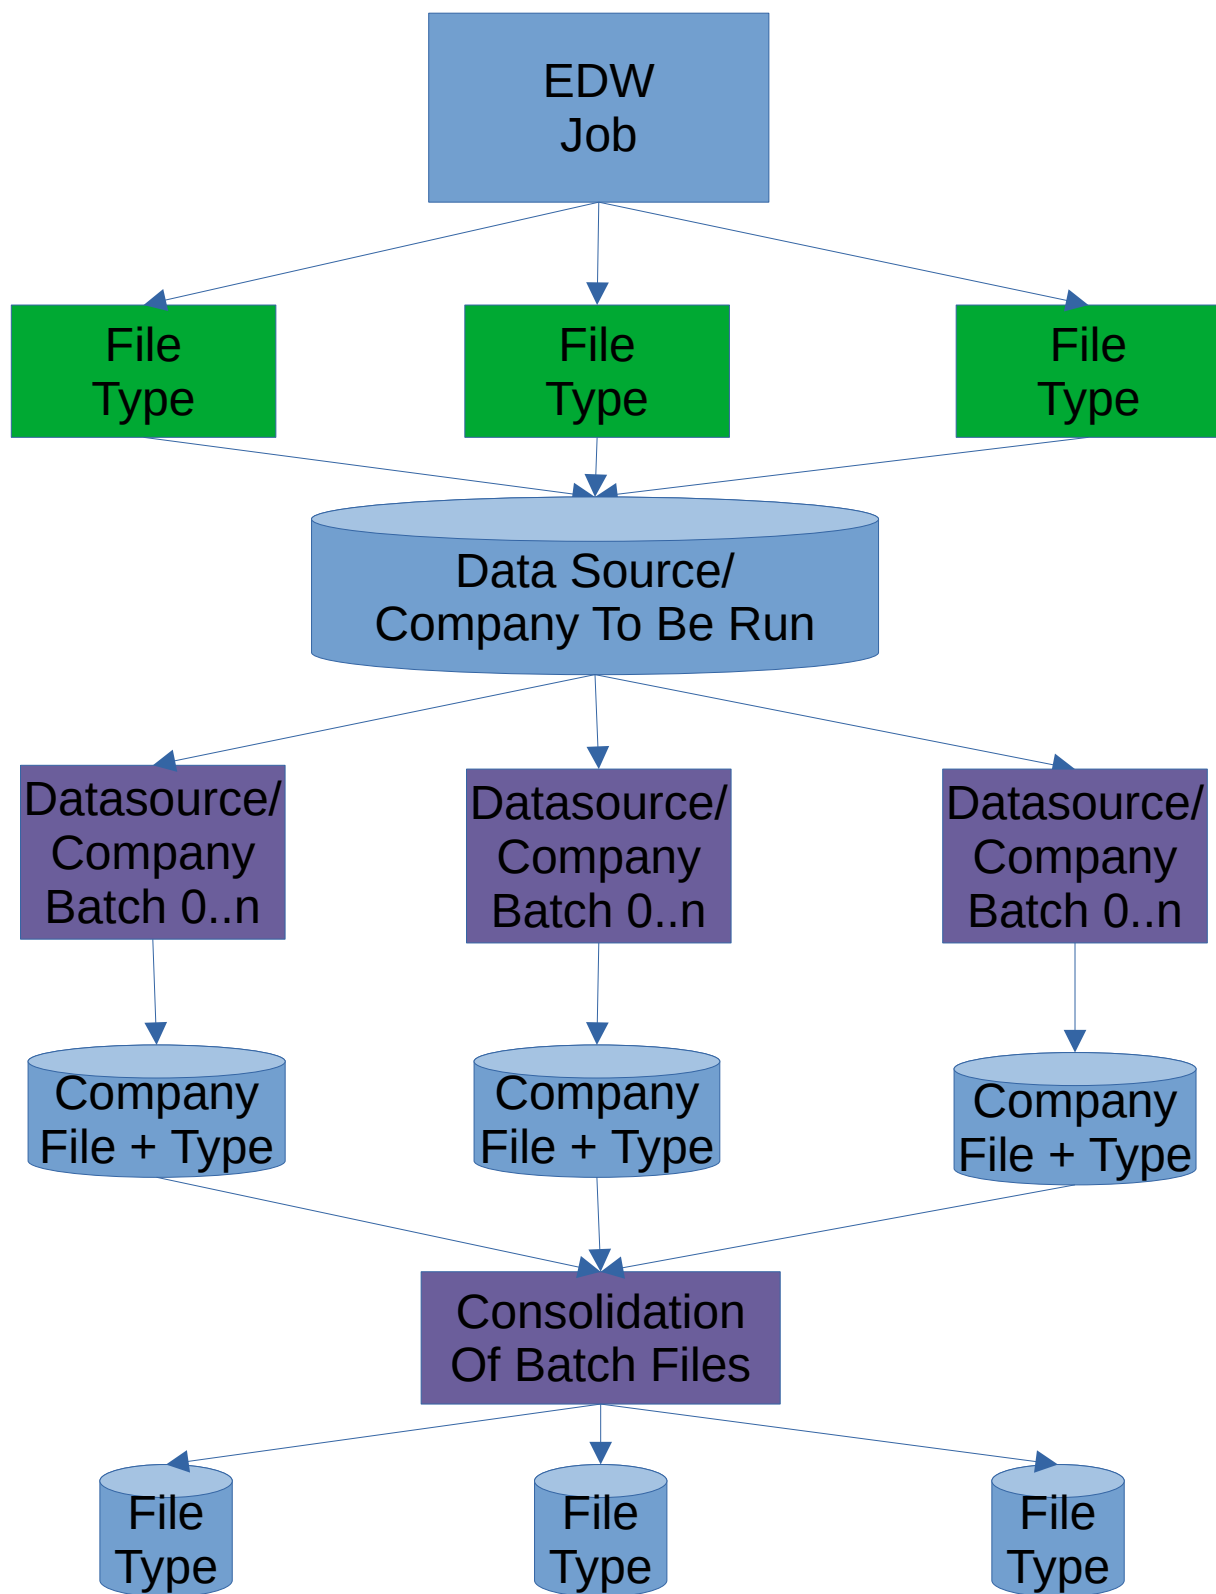 EDW
Job
File
Type
File
Type
File
Type
Data Source/
Company To Be Run
Datasource/
Company
Batch 0..n
Datasource/
Company
Batch 0..n
Datasource/
Company
Batch 0..n
Company
File + Type
Company
File + Type
Company
File + Type
Consolidation
Of Batch Files
File
Type
File
Type
File
Type